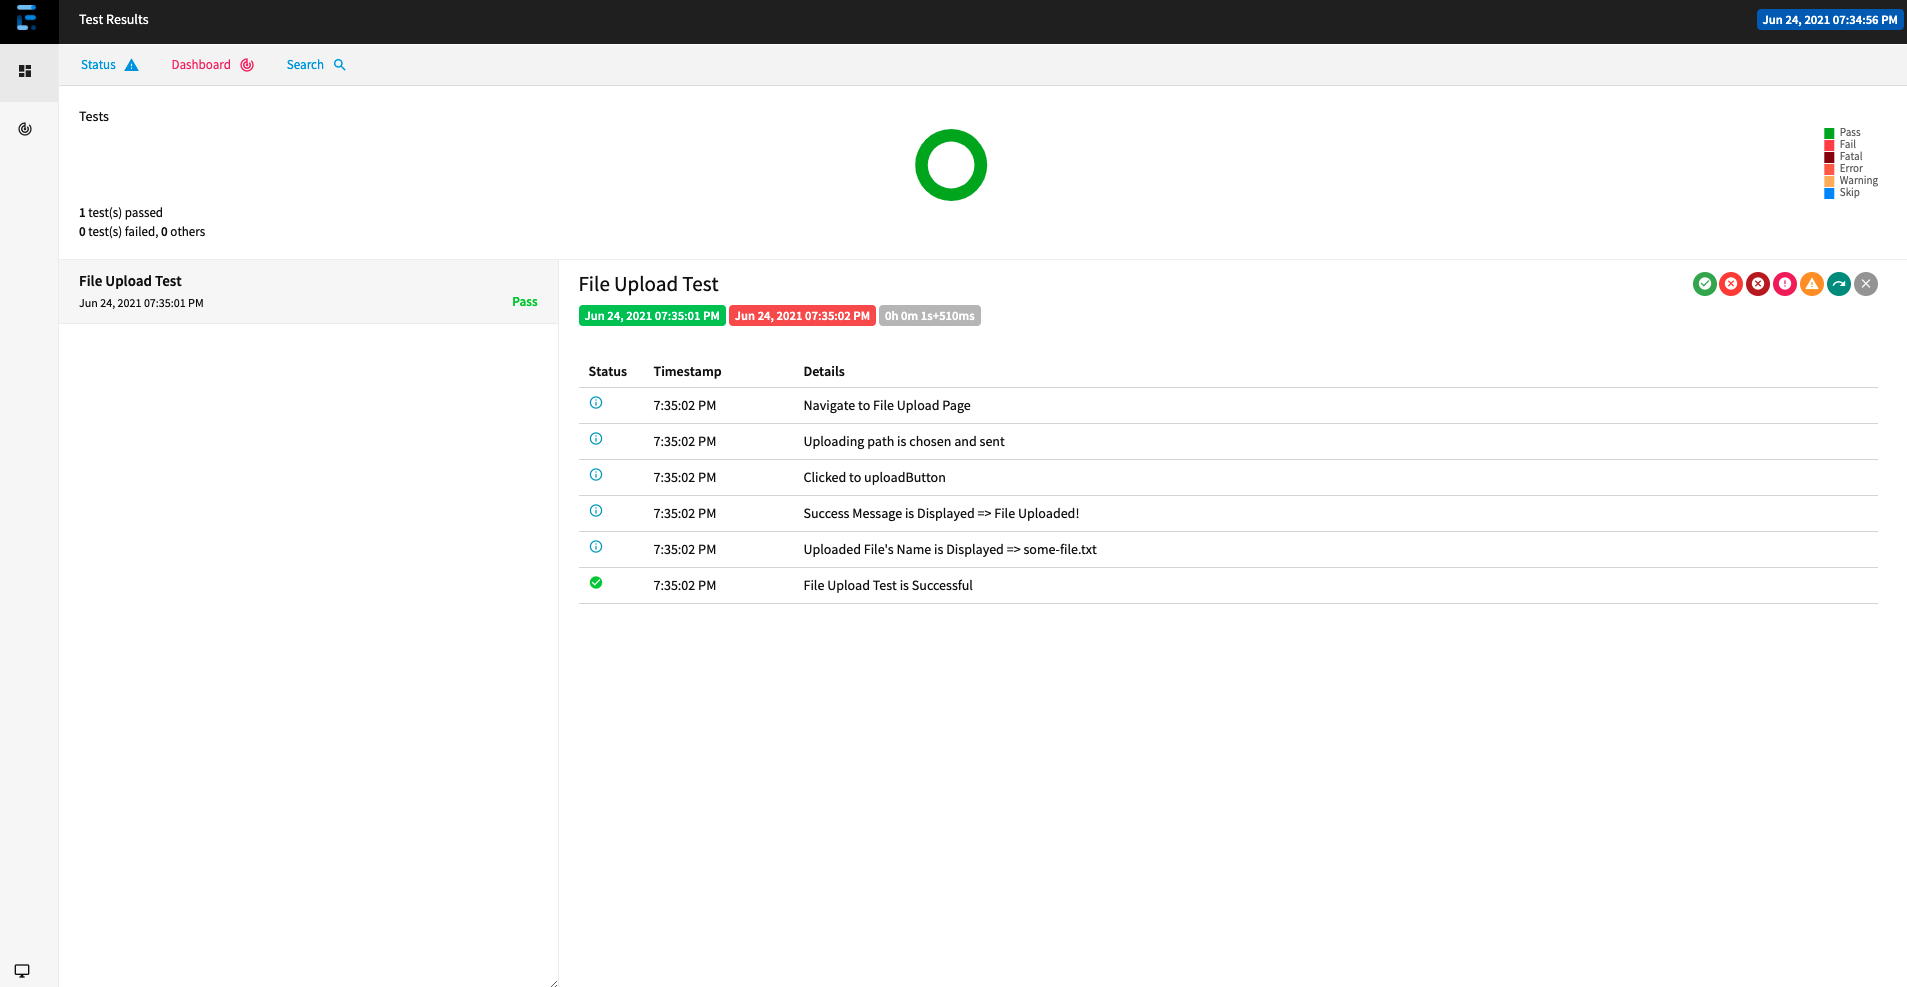 Test Results
Jun 24, 2021 07:34:56 PM
Status
Dashboard
Search
Tests
1 test(s) passed
0 test(s) failed, 0 others
Pass
Fail
Fatal
Error
Warning
Skip
File Upload Test
Jun 24, 2021 07:35:01 PM
Pass
File Upload Test
Jun 24, 2021 07:35:01 PM Jun 24, 2021 07:35:02 PM 0h 0m 1s+510ms
Status Timestamp Details
7:35:02 PM Navigate to File Upload Page
7:35:02 PM Uploading path is chosen and sent
7:35:02 PM Clicked to uploadButton
7:35:02 PM Success Message is Displayed => File Uploaded!
7:35:02 PM Uploaded File's Name is Displayed => some-file.txt
7:35:02 PM File Upload Test is Successful